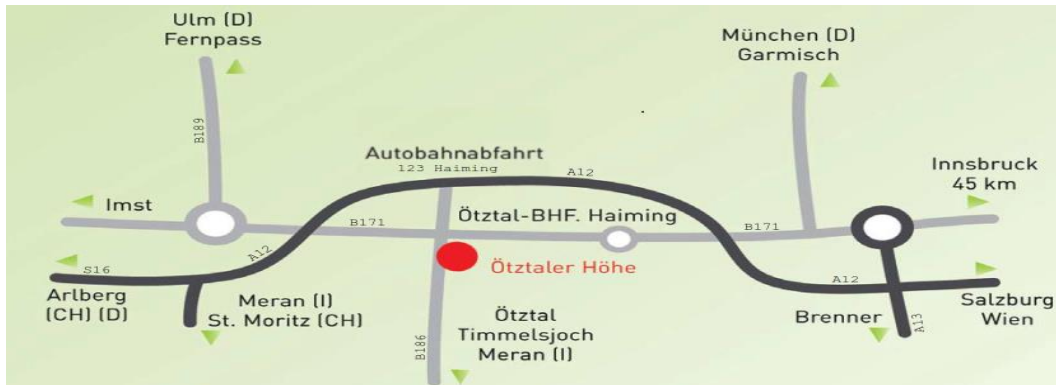 Ulm (D)
Fernpass
München (D)
Garmisch
B189
Autobahnabfahrt
123 Haiming
A12
Innsbruck
45 km
Imst
B171
Ötztal-BHF. Haiming
B171
A12
Ötztaler Höhe
S16
Arlberg
(CH) (D)
Meran (I)
St. Moritz (CH)
Ötztal
Timmelsjoch
Meran (I)
B186
A12
Brenner
A13
Salzburg
Wien